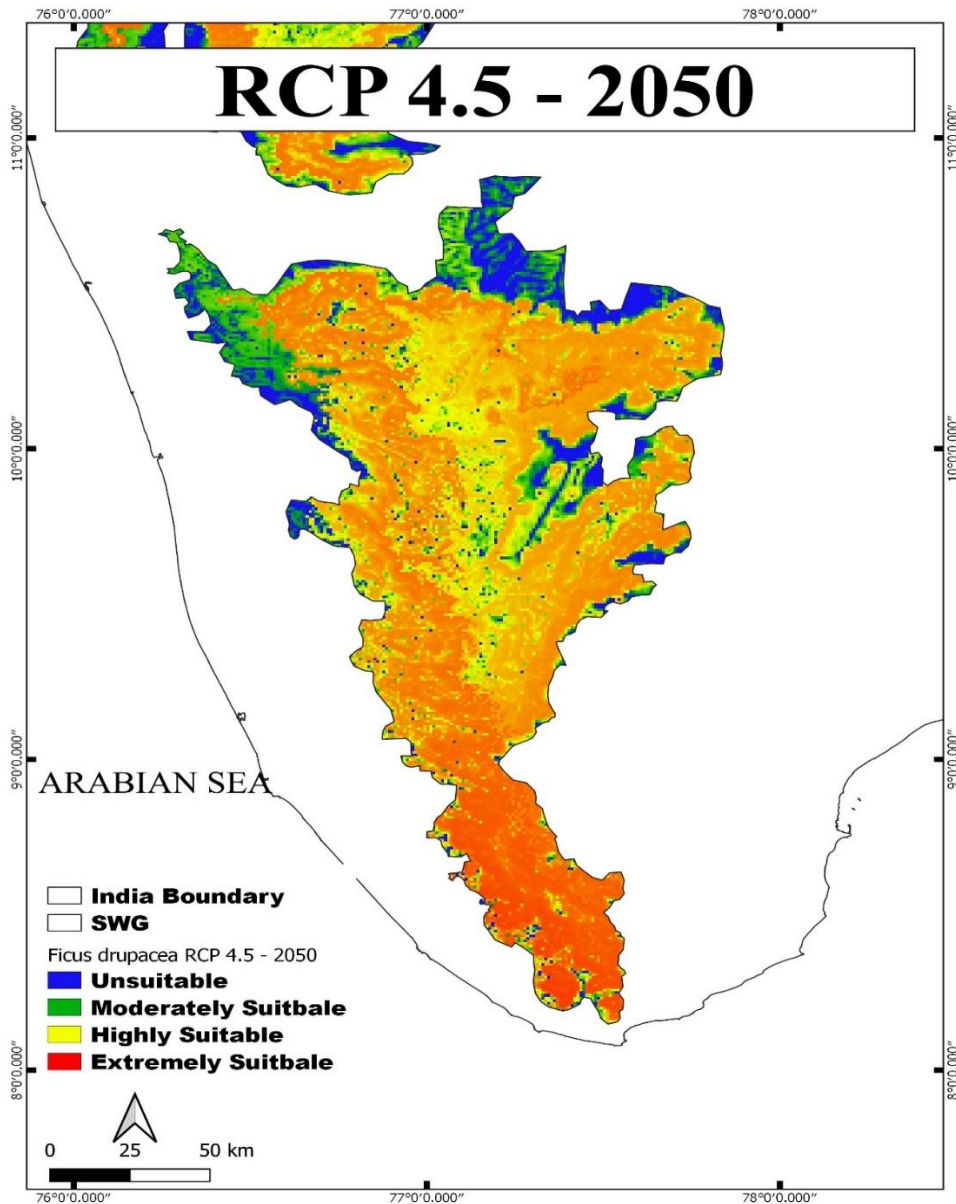 76°0'0.000" 77°0'0.000" 78°0'0.000"
RCP 4.5 - 2050
11°0'0.000" 11°0'0.000"
10°0'0.000" 10°0'0.000"
9°0'0.000" 9°0'0.000"
ARABIAN SEA
India Boundary
SWG
Ficus drupacea RCP 4.5 - 2050
Unsuitable
Moderately Suitbale
Highly Suitable
Extremely Suitbale
8°0'0.000" 8°0'0.000"
0 25 50 km
76°0'0.000" 77°0'0.000" 78°0'0.000"